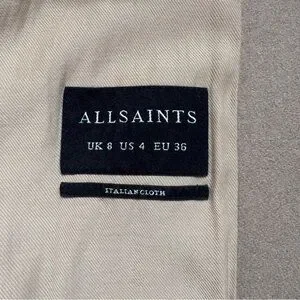 ALLSAINTS
UK 8 US 4 EU 36
ITALIAN CLOTH